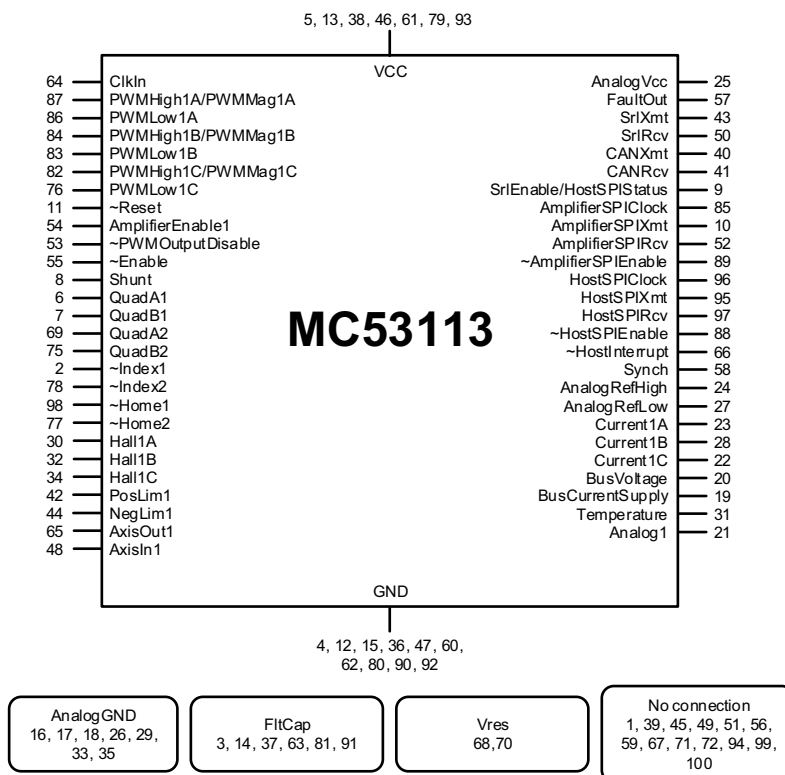 5, 13, 38, 46, 61, 79, 93
VCC
64 ClkIn
87 PWMHigh1A/PWMMag1A
86 PWMLow1A
84 PWMHigh1B/PWMMag1B
83 PWMLow1B
82 PWMHigh1C/PWMMag1C
76 PWMLow1C
11 ~Reset
54 AmplifierEnable1
53 ~PWMOutputDisable
55 ~Enable
8 Shunt
6 QuadA1
7 QuadB1
69 QuadA2
75 QuadB2
2 ~Index1
78 ~Index2
98 ~Home1
77 ~Home2
30 Hall1A
32 Hall1B
34 Hall1C
42 PosLim1
44 NegLim1
65 AxisOut1
48 AxisIn1
MC53113
AnalogVcc 25
FaultOut 57
SrlXmt 43
SrlRcv 50
CANXmt 40
CANRcv 41
SrlEnable/HostSPIStatus 9
AmplifierSPIClock 85
AmplifierSPIXmt 10
AmplifierSPIRcv 52
~AmplifierSPIEnable 89
HostSPIClock 96
HostSPIXmt 95
HostSPIRcv 97
~HostSPIEnable 88
~HostInterrupt 66
Synch 58
AnalogRefHigh 24
AnalogRefLow 27
Current1A 23
Current1B 28
Current1C 22
BusVoltage 20
BusCurrentSupply 19
Temperature 31
Analog1 21
GND
4, 12, 15, 36, 47, 60,
62, 80, 90, 92
AnalogGND
16, 17, 18, 26, 29,
33, 35
FltCap
3, 14, 37, 63, 81, 91
Vres
68,70
No connection
1, 39, 45, 49, 51, 56,
59, 67, 71, 72, 94, 99,
100